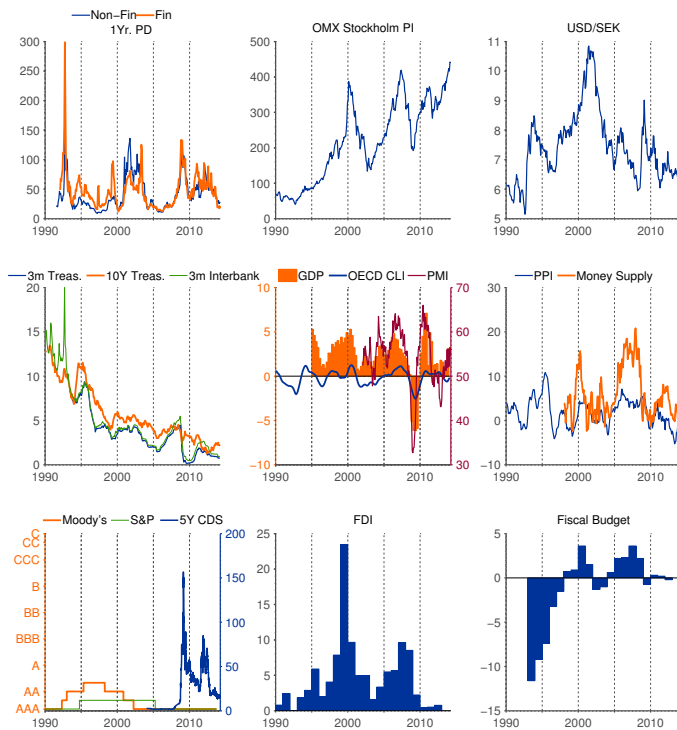 Non−Fin Fin
1Yr. PD
300
250
200
150
100
50
0
1990 2000 2010
OMX Stockholm PI
500
400
300
200
100
0
1990 2000 2010
USD/SEK
11
10
9
8
7
6
5
1990 2000 2010
3m Treas. 10Y Treas. 3m Interbank
20
15
10
5
0
1990 2000 2010
GDP OECD CLI PMI
10
5
0
−5
−10
70
60
50
40
30
1990 2000 2010
PPI Money Supply
30
20
10
0
−10
1990 2000 2010
Moody's S&P 5Y CDS
C
CC
CCC
B
BB
BBB
A
AA
AAA
200
150
100
50
0
1990 2000 2010
FDI
25
20
15
10
5
0
1990 2000 2010
Fiscal Budget
5
0
−5
−10
−15
1990 2000 2010